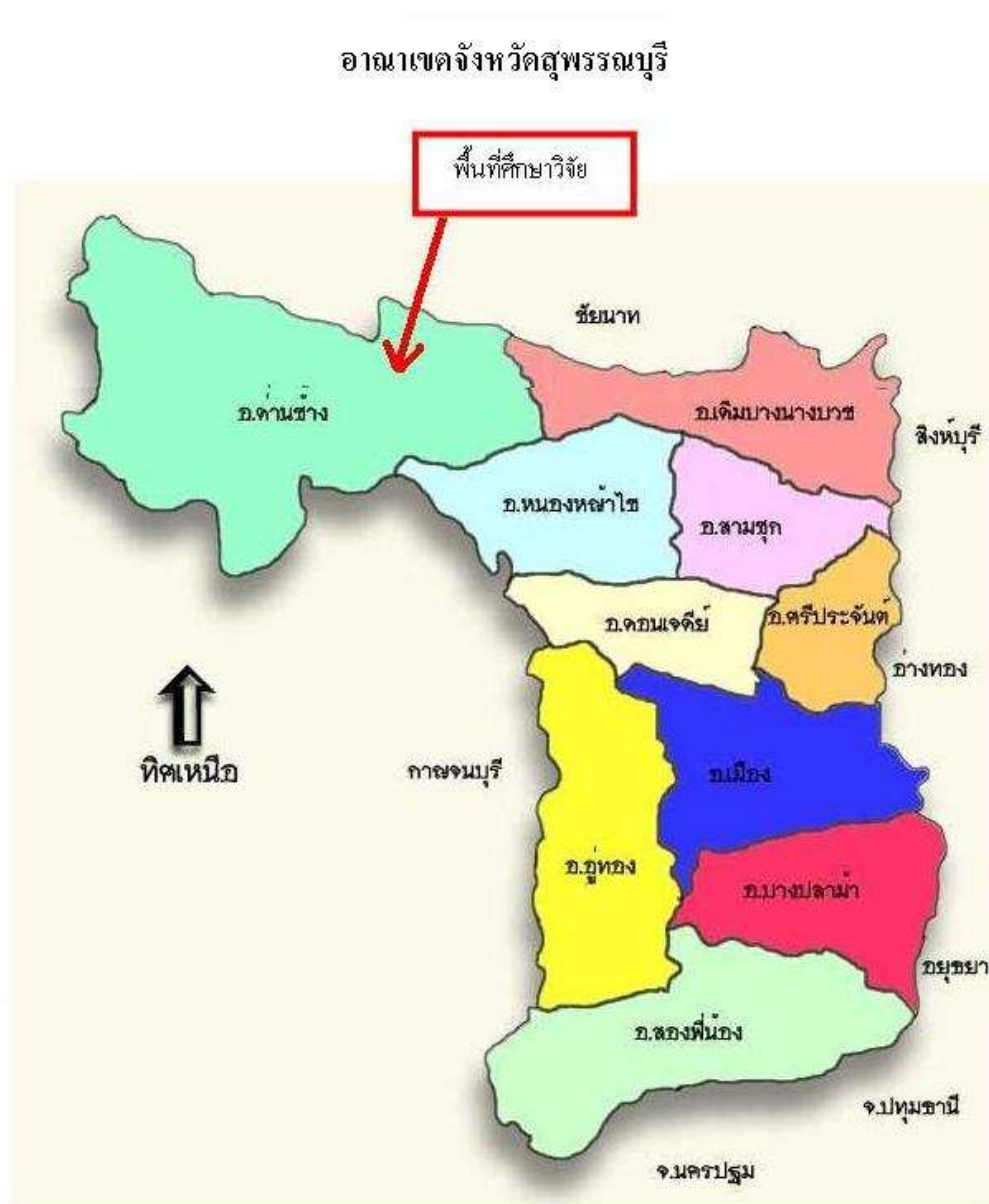 อาณาเขตจังหวัดสุพรรณบุรี
พื้นที่ศึกษาวิจัย
ชัยนาท
อ.ด่านช้าง
อ.เดิมบางนางบวช
สิงห์บุรี
อ.หนองหญ้าไซ
อ.สามชุก
อ.ดอนเจดีย์
อ.ศรีประจันต์
อ่างทอง
ทิศเหนือ
กาญจนบุรี
อ.เมือง
อ.อู่ทอง
อ.บางปลาม้า
อยุธยา
อ.สองพี่น้อง
จ.ปทุมธานี
จ.นครปฐม